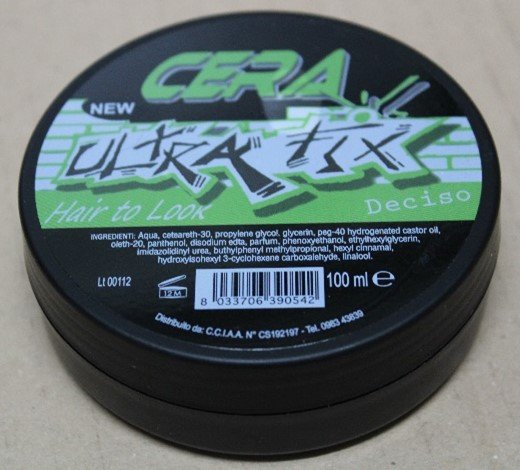 CERA
NEW
ULTRA FIX
Hair to Look
Deciso
INGREDIENTI: Aqua, ceteareth-30, propylene glycol, glycerin, peg-40 hydrogenated castor oil,
oleth-20, panthenol, disodium edta, parfum, phenoxyethanol, ethylhexylglycerin,
imidazolidinyl urea, buthylphenyl methylpropional, hexyl cinnamal,
hydroxyisohexyl 3-cyclohexene carboxaldehyde, linalool.
Lt 00112
12 M
8 033706 390542
100 ml ℮
Distribuito da: C.C.I.A.A. N° CS192197 - Tel. 0983 43839